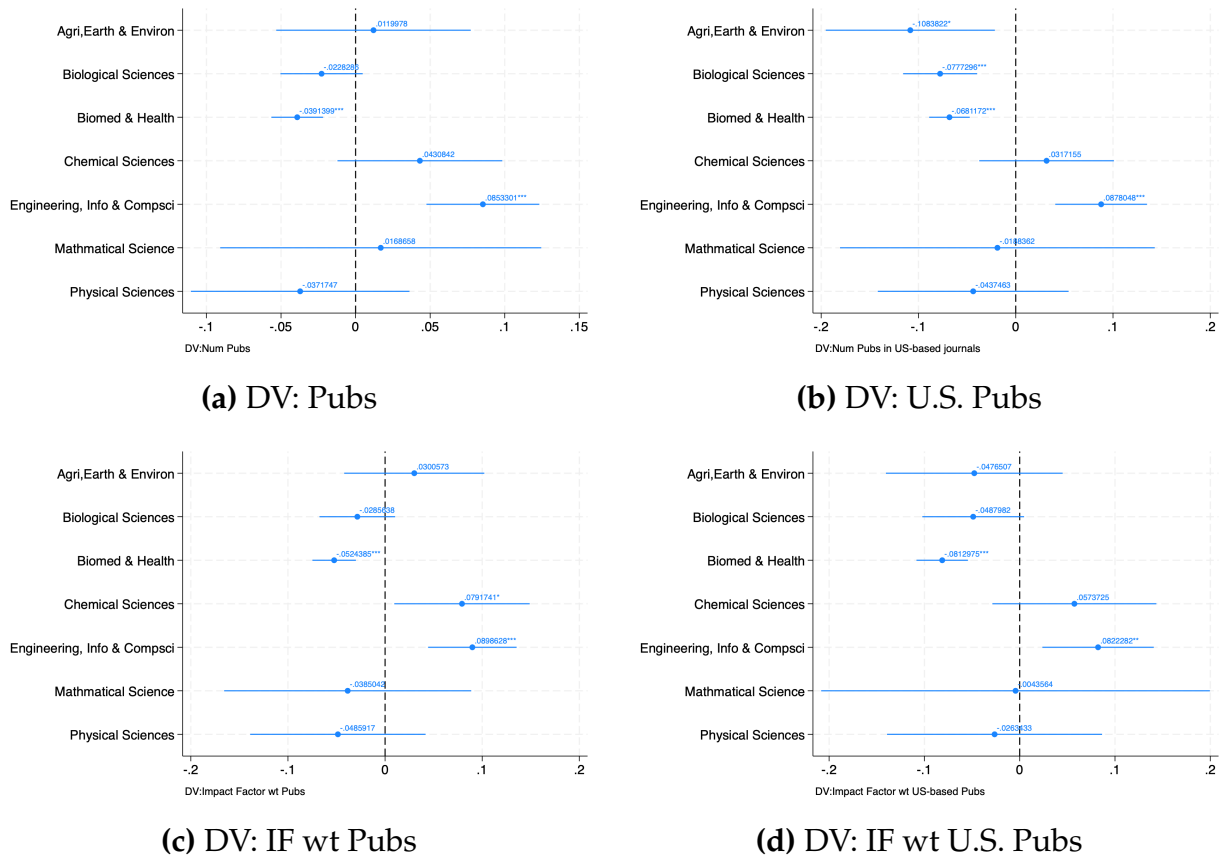 Agri,Earth & Environ
.0119978
Biological Sciences
-.0228283
Biomed & Health
-.0391399***
Chemical Sciences
.0430842
Engineering, Info & Compsci
.0853301***
Mathmatical Science
.0168658
Physical Sciences
-.0371747
-.1 -.05 0 .05 .1 .15
DV:Num Pubs
(a) DV: Pubs
Agri,Earth & Environ
-.1083822*
Biological Sciences
-.0777296***
Biomed & Health
-.0681172***
Chemical Sciences
.0317155
Engineering, Info & Compsci
.0878048***
Mathmatical Science
-.0188362
Physical Sciences
-.0437463
-.2 -.1 0 .1 .2
DV:Num Pubs in US-based journals
(b) DV: U.S. Pubs
Agri,Earth & Environ
.0300573
Biological Sciences
-.0285638
Biomed & Health
-.0524385***
Chemical Sciences
.0791741*
Engineering, Info & Compsci
.0898628***
Mathmatical Science
-.0385042
Physical Sciences
-.0485917
-.2 -.1 0 .1 .2
DV:Impact Factor wt Pubs
(c) DV: IF wt Pubs
Agri,Earth & Environ
-.0476507
Biological Sciences
-.0487982
Biomed & Health
-.0812975***
Chemical Sciences
.0573725
Engineering, Info & Compsci
.0822282**
Mathmatical Science
-.0043564
Physical Sciences
-.0263433
-.2 -.1 0 .1 .2
DV:Impact Factor wt US-based Pubs
(d) DV: IF wt U.S. Pubs